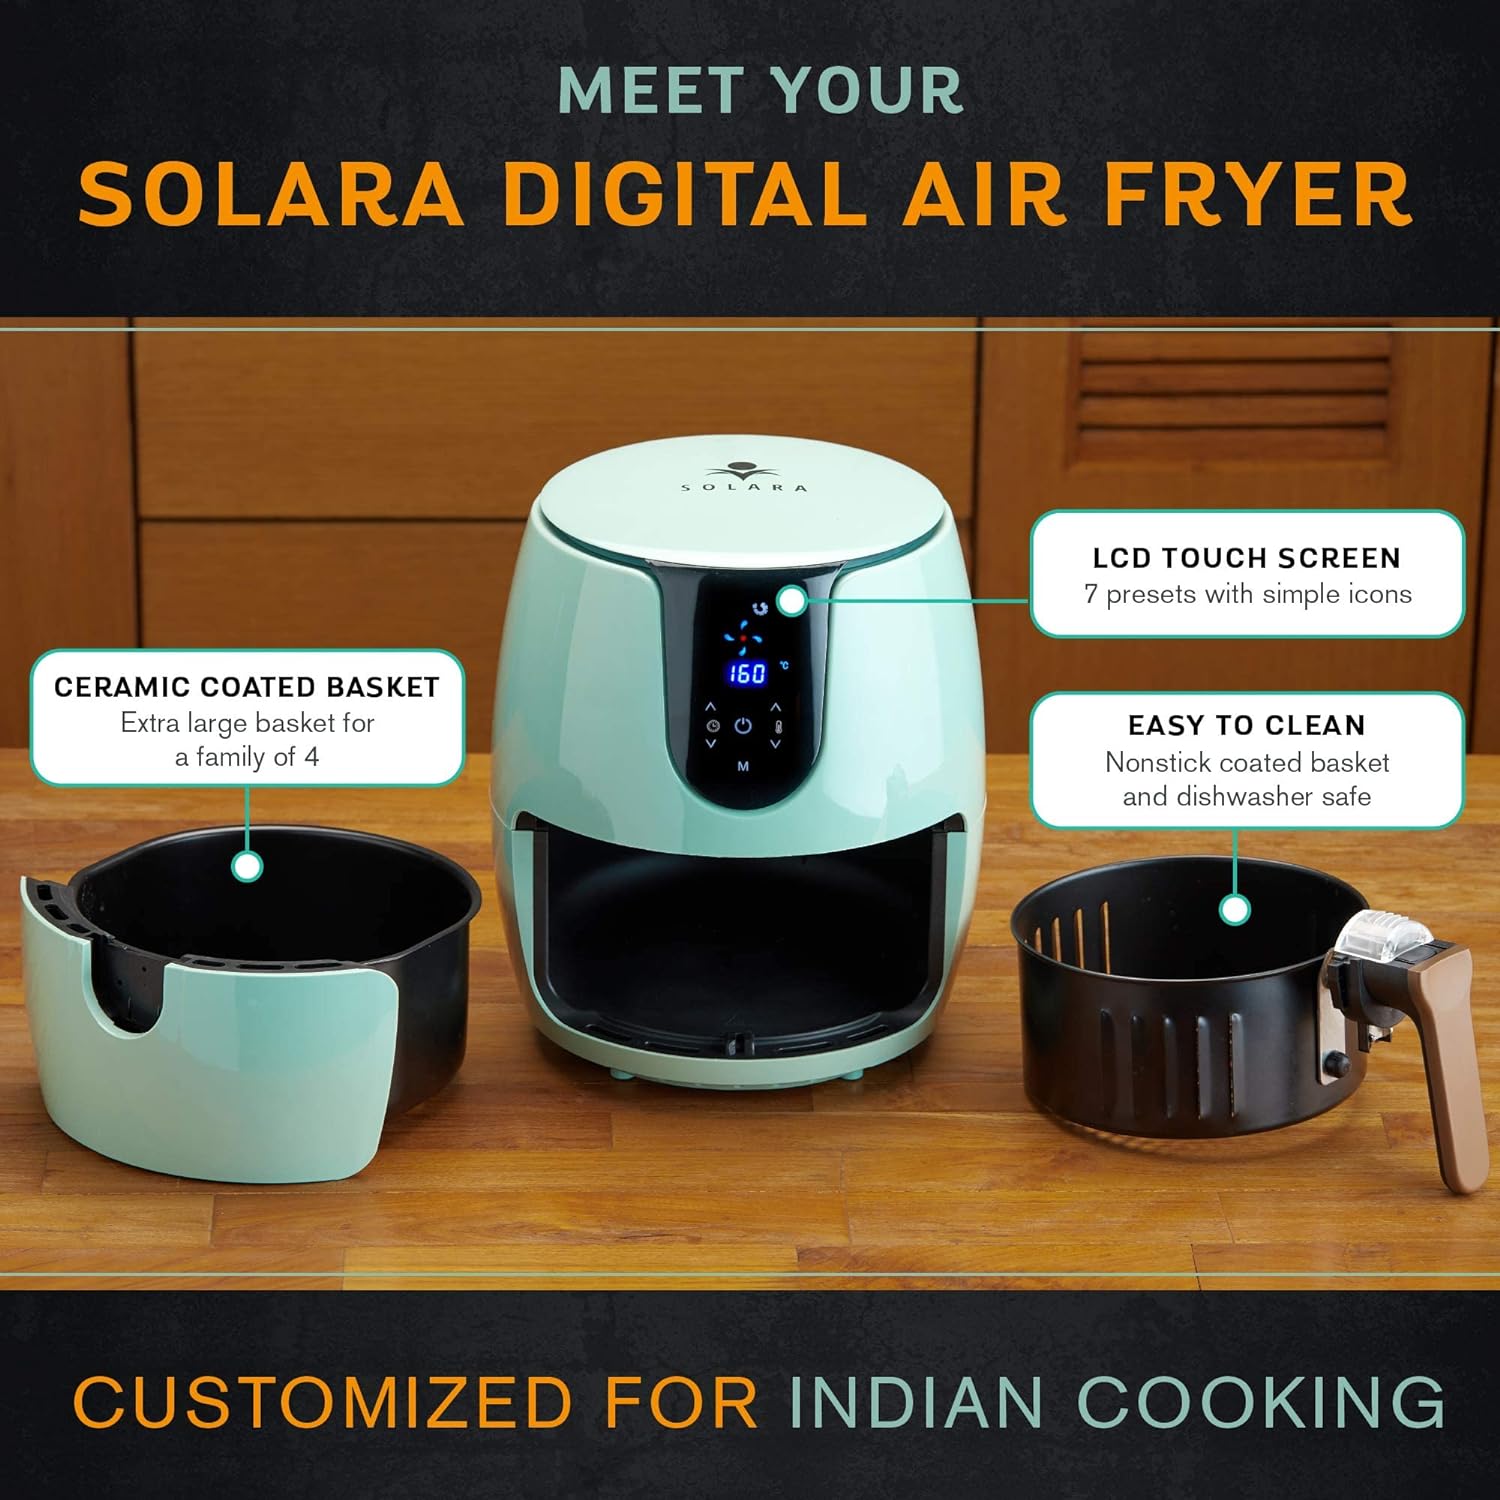 MEET YOUR
SOLARA DIGITAL AIR FRYER
SOLARA
LCD TOUCH SCREEN
7 presets with simple icons
160 °C
M
CERAMIC COATED BASKET
Extra large basket for
a family of 4
EASY TO CLEAN
Nonstick coated basket
and dishwasher safe
CUSTOMIZED FOR INDIAN COOKING